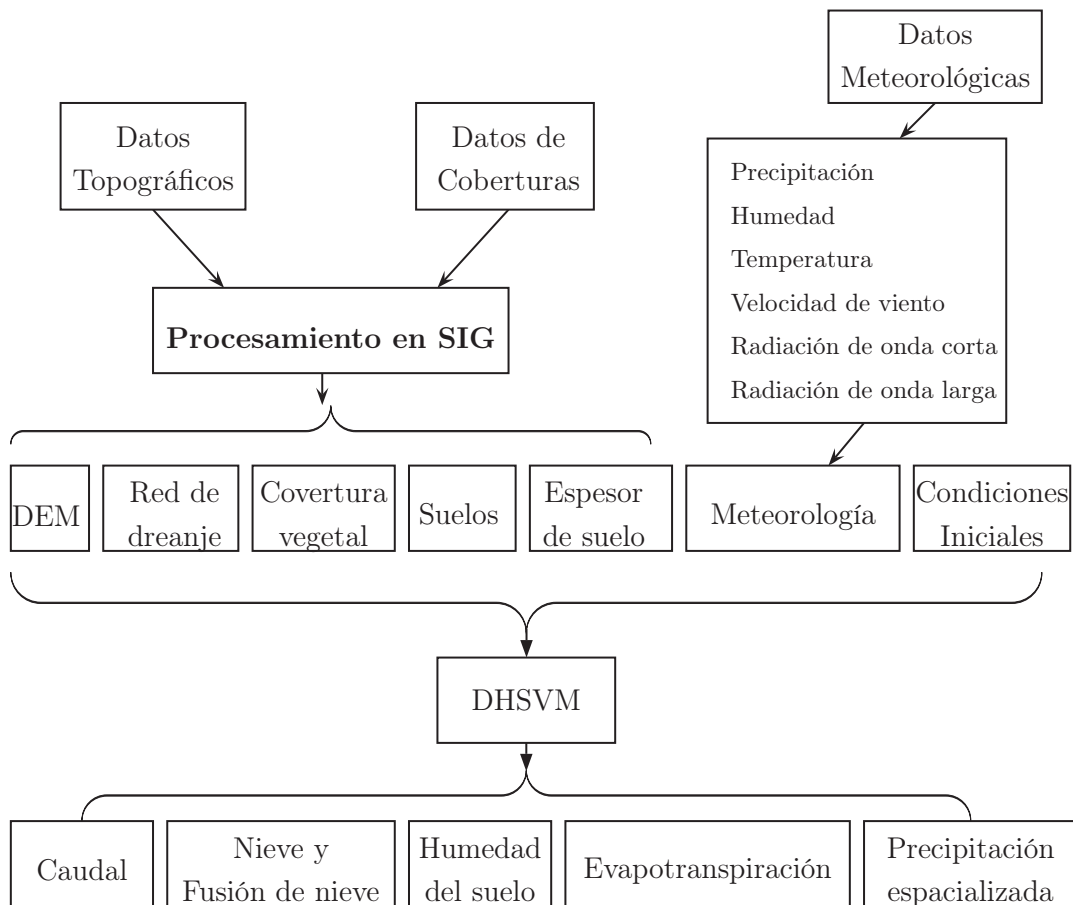 Datos
Meteorológicas
Datos
Topográficos
Datos de
Coberturas
Precipitación
Humedad
Temperatura
Velocidad de viento
Radiación de onda corta
Radiación de onda larga
Procesamiento en SIG
DEM
Red de
dreanje
Covertura
vegetal
Suelos
Espesor
de suelo
Meteorología
Condiciones
Iniciales
DHSVM
Caudal
Nieve y
Fusión de nieve
Humedad
del suelo
Evapotranspiración
Precipitación
espacializada